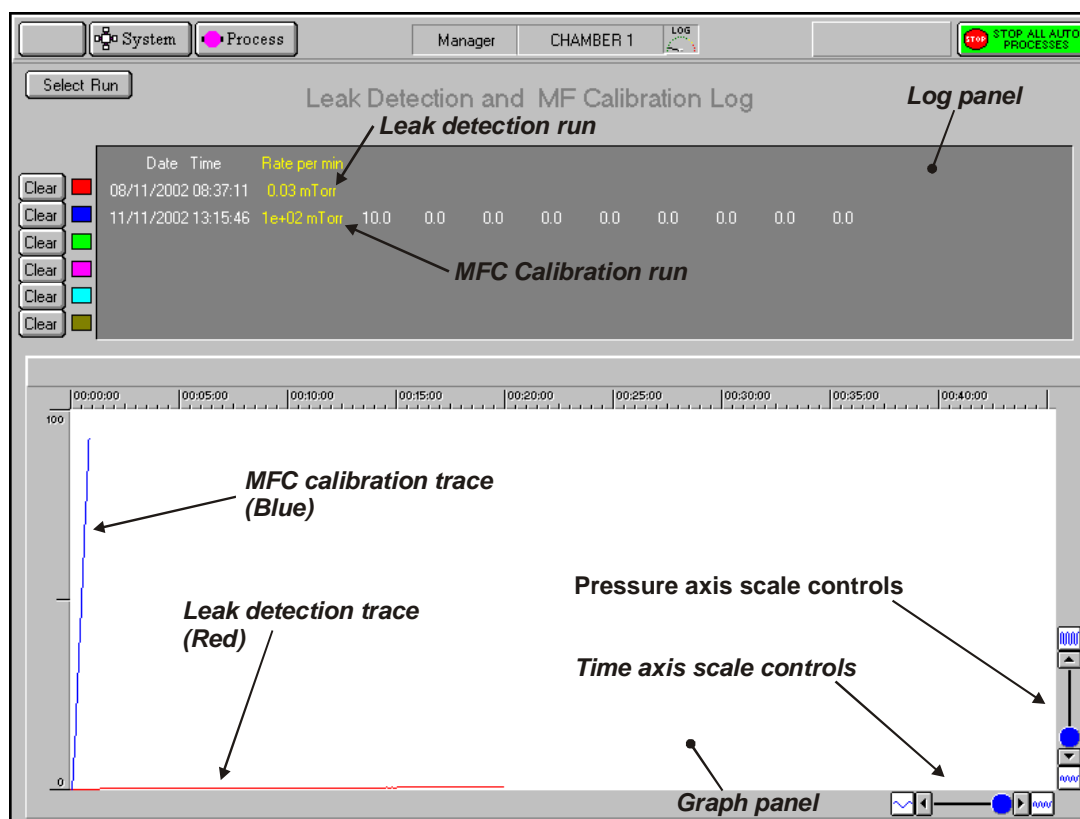 System
Process
Manager
CHAMBER 1
LOG
STOP
STOP ALL AUTO
PROCESSES
Select Run
Leak Detection and MF Calibration Log
Log panel
Leak detection run
Date Time Rate per min
Clear 08/11/2002 08:37:11 0.03 mTorr
Clear 11/11/2002 13:15:46 1e+02 mTorr 10.0 0.0 0.0 0.0 0.0 0.0 0.0 0.0 0.0
Clear
Clear
MFC Calibration run
Clear
Clear
00:00:00 00:05:00 00:10:00 00:15:00 00:20:00 00:25:00 00:30:00 00:35:00 00:40:00
100
MFC calibration trace
(Blue)
Pressure axis scale controls
Leak detection trace
(Red)
Time axis scale controls
0
Graph panel